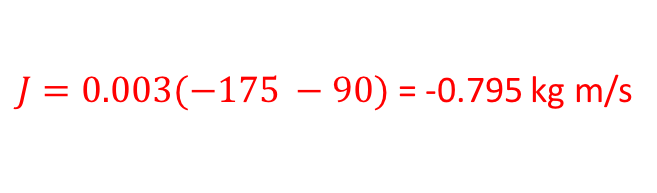 J = 0.003(−175 − 90) = -0.795 kg m/s